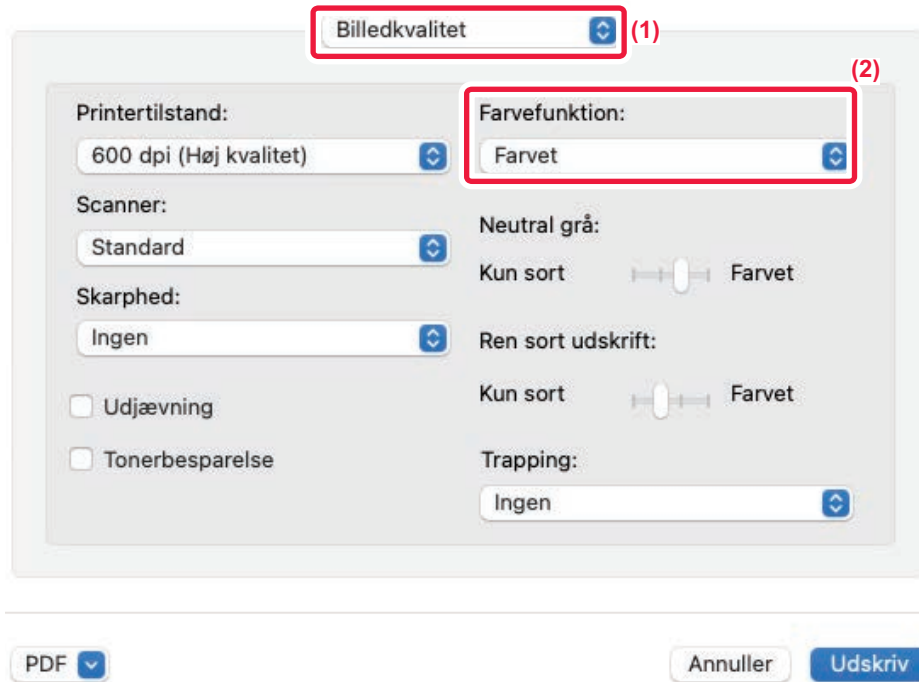 Billedkvalitet
(1)
(2)
Printertilstand:
600 dpi (Høj kvalitet)
Scanner:
Standard
Skarphed:
Ingen
Udjævning
Tonerbesparelse
Farvefunktion:
Farvet
Neutral grå:
Kun sort Farvet
Ren sort udskrift:
Kun sort Farvet
Trapping:
Ingen
PDF
Annuller
Udskriv